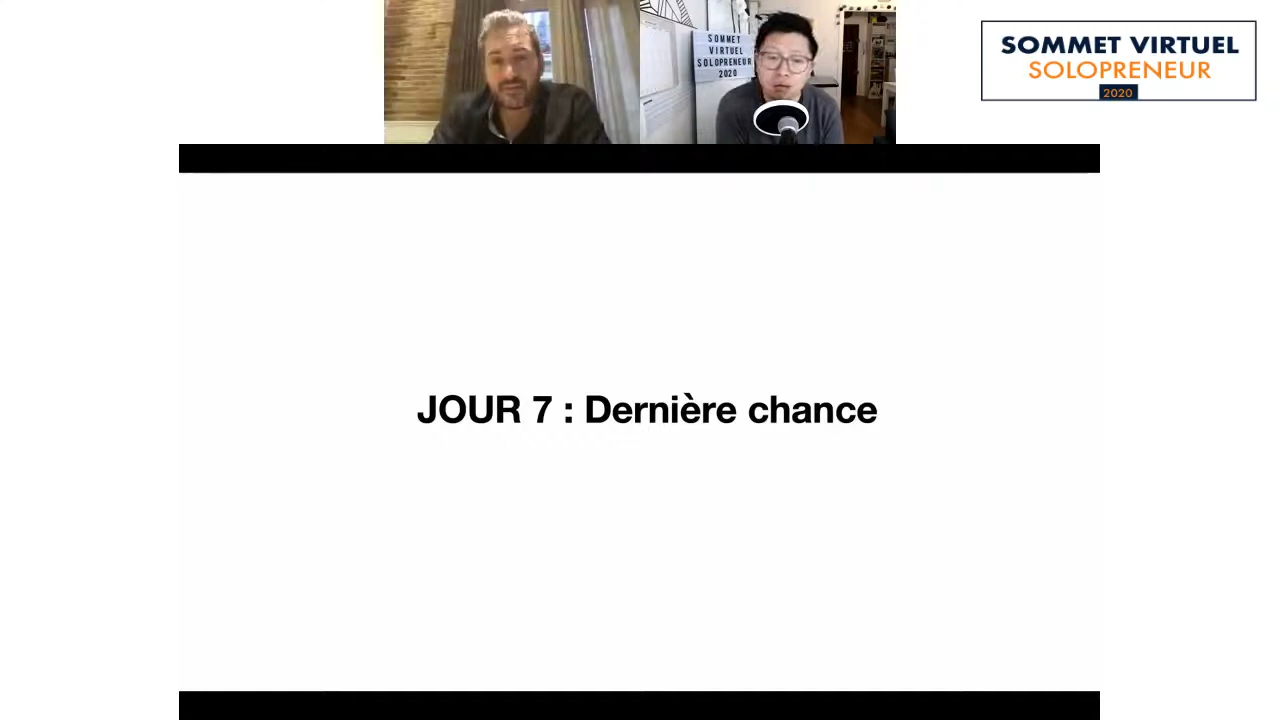 SOMMET
VIRTUEL
SOLOPRENEUR
2020
SOMMET VIRTUEL
SOLOPRENEUR
2020
JOUR 7 : Dernière chance